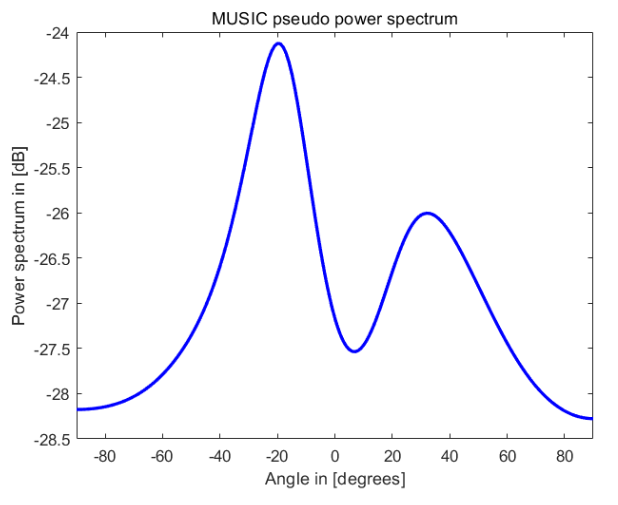 MUSIC pseudo power spectrum
-24
-24.5
-25
-25.5
-26
-26.5
-27
-27.5
-28
-28.5
Power spectrum in [dB]
-80 -60 -40 -20 0 20 40 60 80
Angle in [degrees]